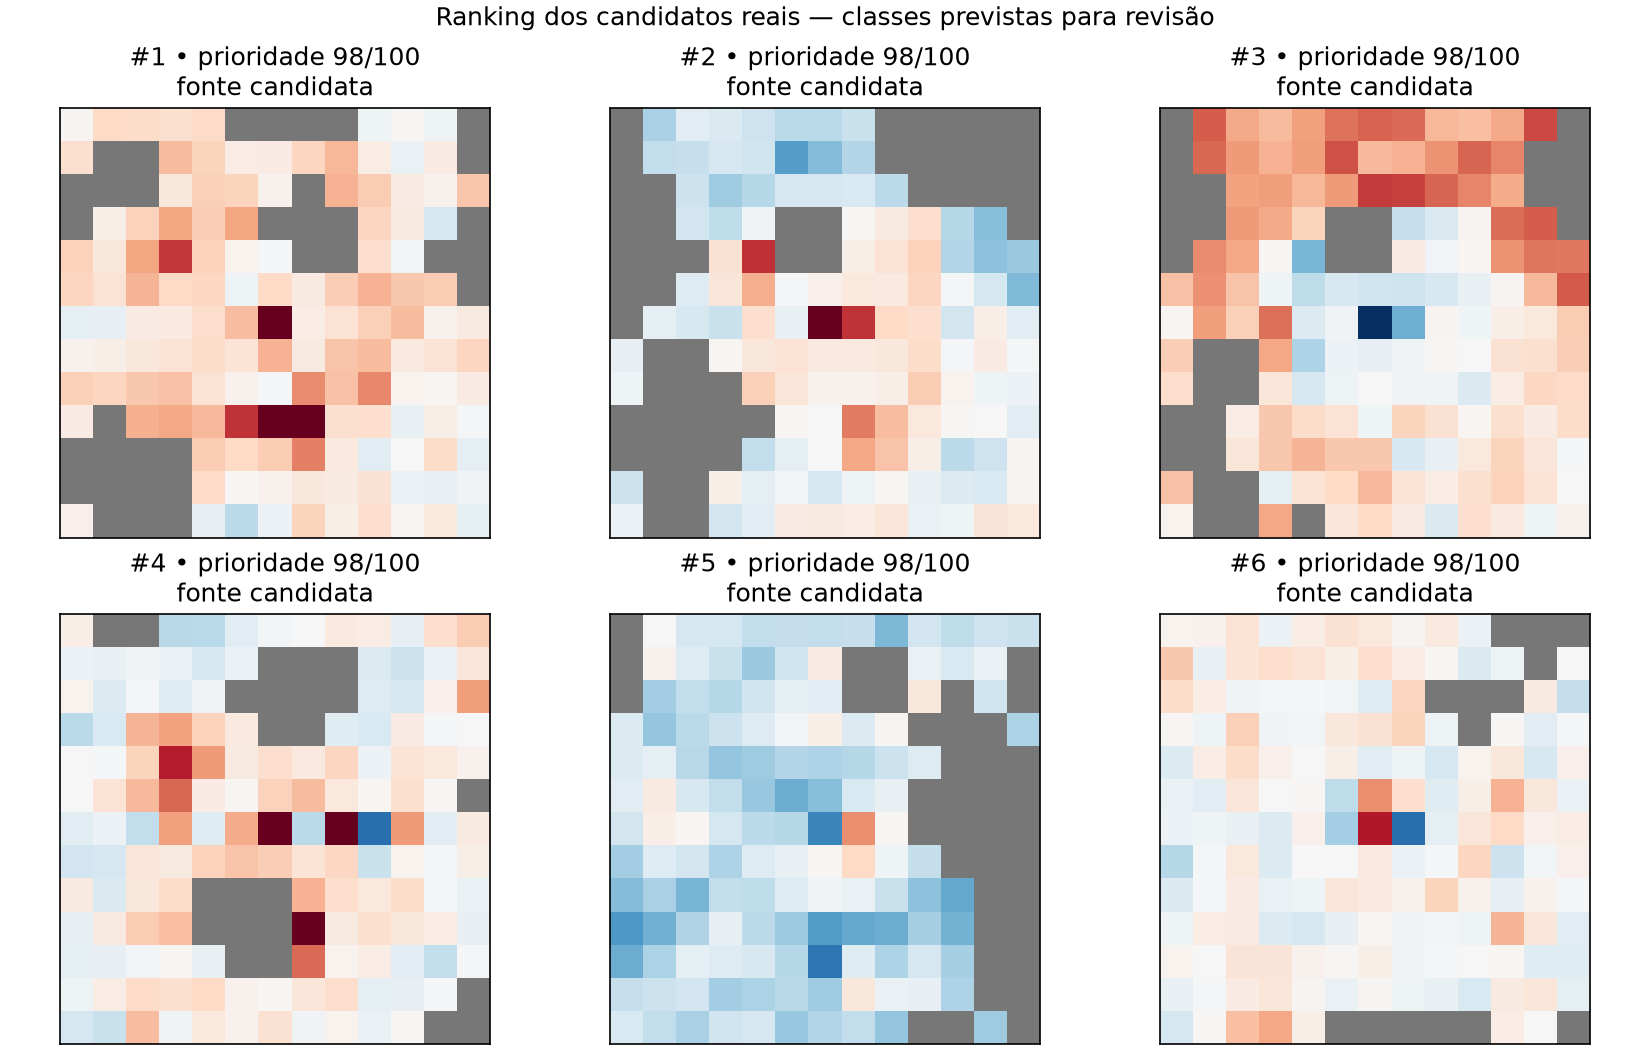 Ranking dos candidatos reais — classes previstas para revisão
#1 • prioridade 98/100
fonte candidata
#2 • prioridade 98/100
fonte candidata
#3 • prioridade 98/100
fonte candidata
#4 • prioridade 98/100
fonte candidata
#5 • prioridade 98/100
fonte candidata
#6 • prioridade 98/100
fonte candidata